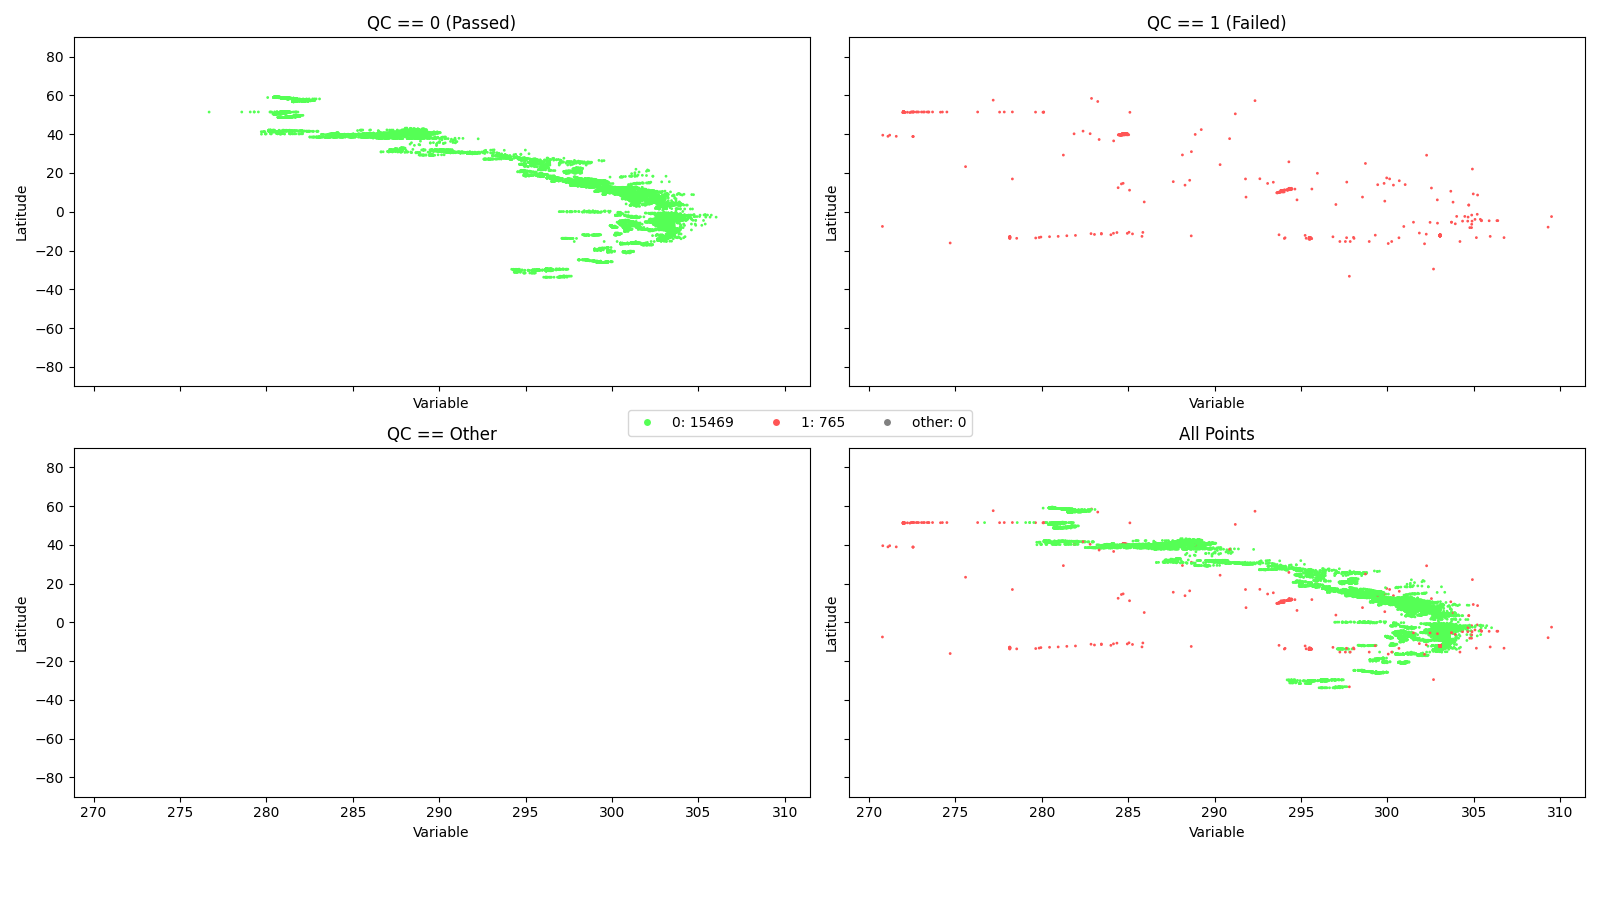 QC == 0 (Passed)
QC == 1 (Failed)
80
60
40
20
0
−20
−40
−60
−80
Latitude
Latitude
Variable
Variable
0: 15469 1: 765 other: 0
QC == Other
All Points
80
60
40
20
0
−20
−40
−60
−80
Latitude
Latitude
270 275 280 285 290 295 300 305 310
270 275 280 285 290 295 300 305 310
Variable
Variable